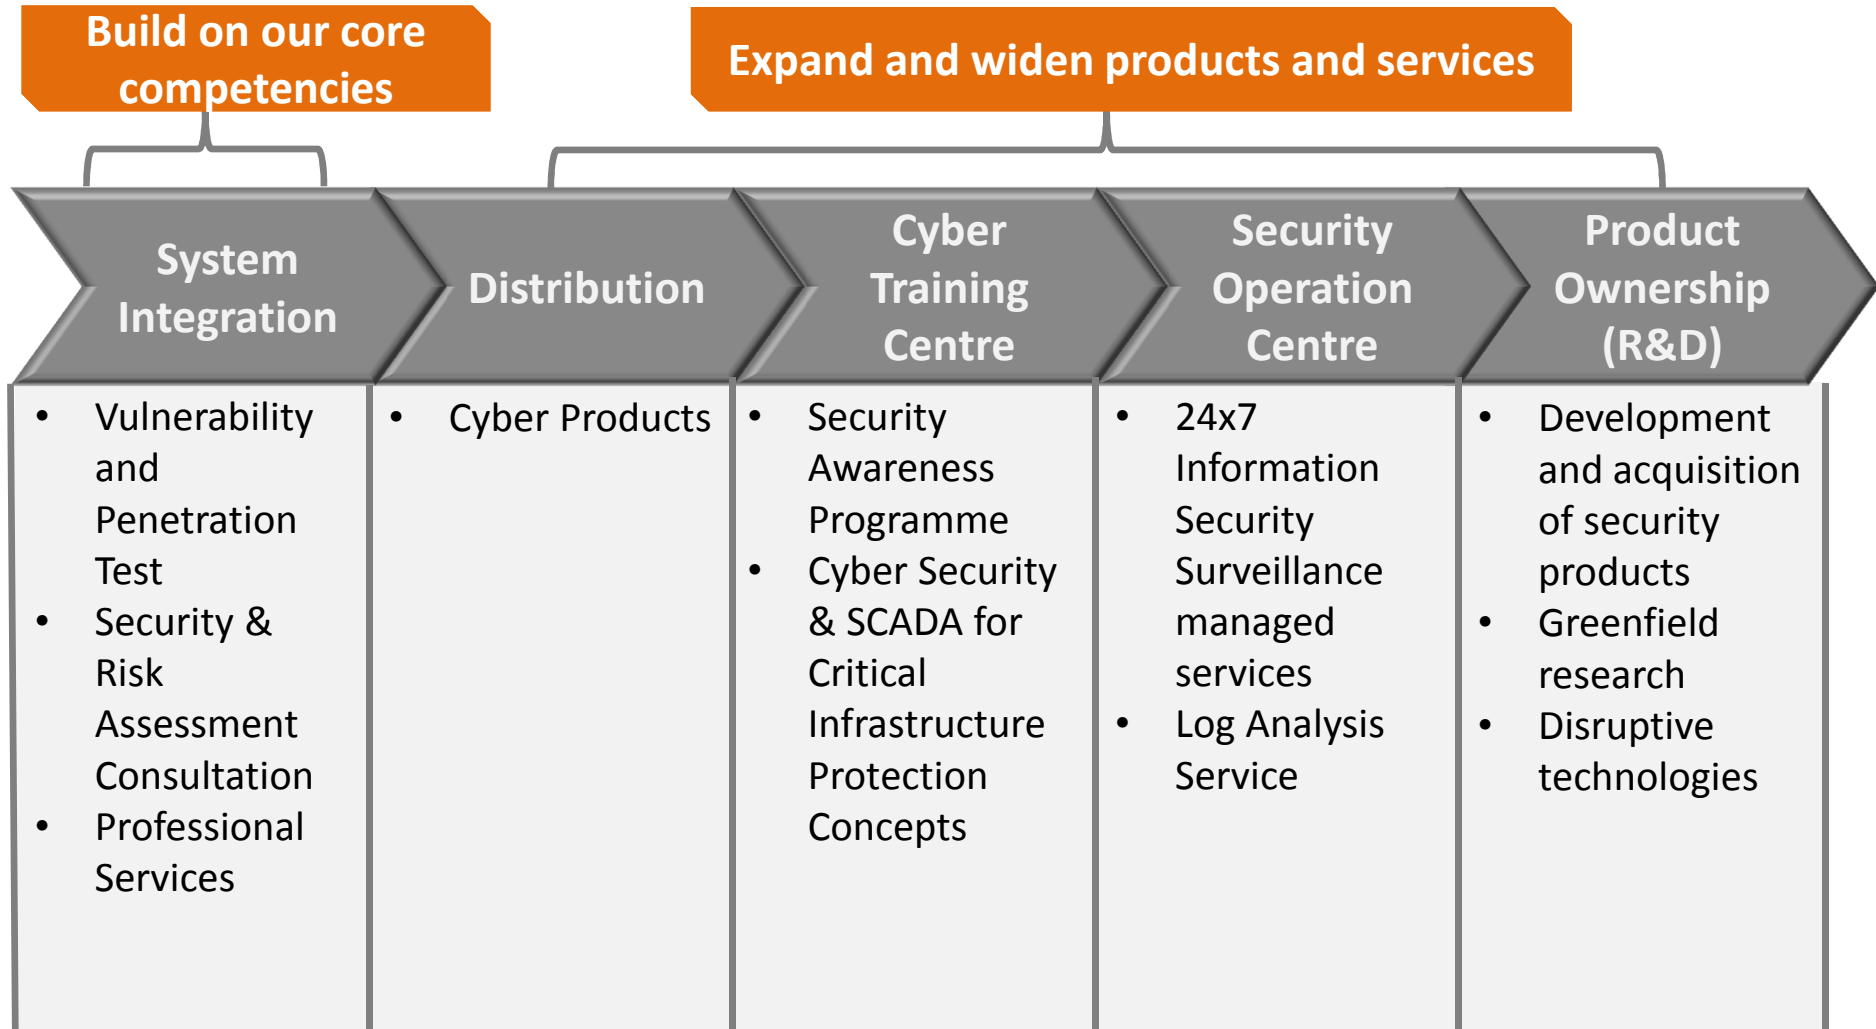 Build on our core
competencies
Expand and widen products and services
System
Integration
Distribution
Cyber
Training
Centre
Security
Operation
Centre
Product
Ownership
(R&D)
• Vulnerability
and
Penetration
Test
• Security &
Risk
Assessment
Consultation
• Professional
Services
• Cyber Products
• Security
Awareness
Programme
• Cyber Security
& SCADA for
Critical
Infrastructure
Protection
Concepts
• 24x7
Information
Security
Surveillance
managed
services
• Log Analysis
Service
• Development
and acquisition
of security
products
• Greenfield
research
• Disruptive
technologies